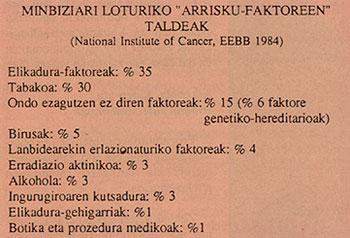 MINBIZIARI LOTURIKO "ARRISKU-FAKTOREEN"
TALDEAK
(National Institute of Cancer, EEBB 1984)
Elikadura-faktoreak: % 35
Tabakoa: % 30
Ondo ezagutzen ez diren faktoreak: % 15 (% 6 faktore
genetiko-hereditarioak)
Birusak: % 5
Lanbidearekin erlazionaturiko faktoreak: % 4
Erradiazio aktinikoa: % 3
Alkohola: % 3
Ingurugiroaren kutsadura: % 3
Elikadura-gehigarriak: %1
Botika eta prozedura medikoak: %1